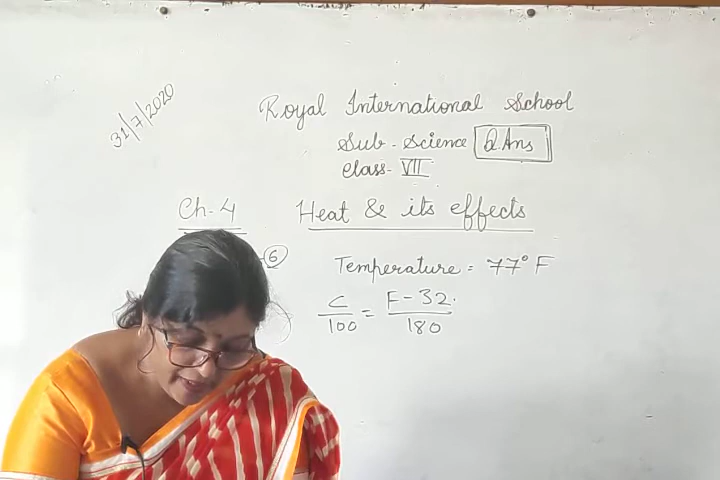 31/7/2020
Royal International School
Sub - Science Q.Ans
Class - VII
Ch - 4 Heat & its effects
6 Temperature = 77° F
C/100 = F - 32/180